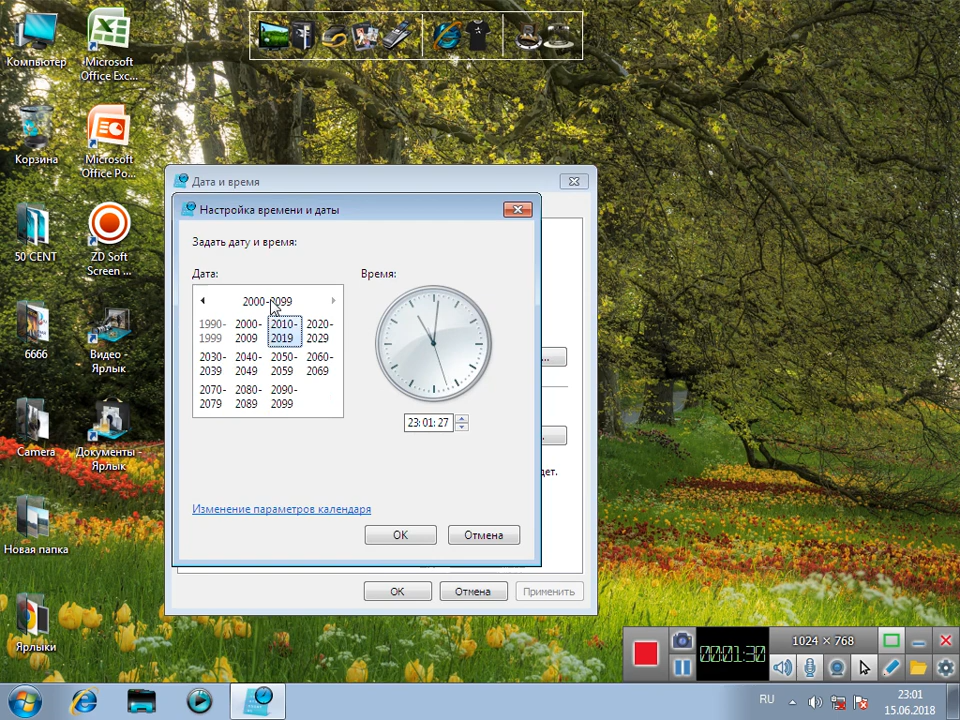 Компьютер
Microsoft
Office Exc...
Корзина
Microsoft
Office Po...
50 CENT
ZD Soft
Screen ...
6666
Видео -
Ярлык
Camera
Документы -
Ярлык
Новая папка
Ярлыки
Дата и время
Настройка времени и даты
Задать дату и время:
Дата:
Время:
2000-2099
1990-
1999
2000-
2009
2010-
2019
2020-
2029
2030-
2039
2040-
2049
2050-
2059
2060-
2069
2070-
2079
2080-
2089
2090-
2099
23:01:27
...
дет.
Изменение параметров календаря
ОК
Отмена
ОК
Отмена
Применить
1024 × 768
00:01:30
RU
23:01
15.06.2018